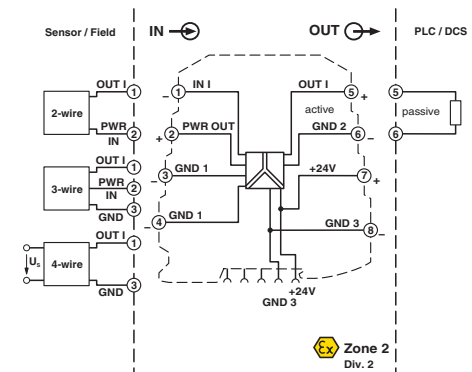 Sensor / Field
IN
OUT
PLC / DCS
2-wire
OUT I 1
PWR 2
IN
3-wire
OUT I 1
PWR 2
IN
GND 3
4-wire
Us
OUT I 1
GND 3
– 1 IN I
+ 2 PWR OUT
– 3 GND 1
– 4 GND 1
OUT I 5 +
active
GND 2 6 –
+24V 7 +
GND 3 8 –
+24V
GND 3
5
passive
6
Ex Zone 2
Div. 2